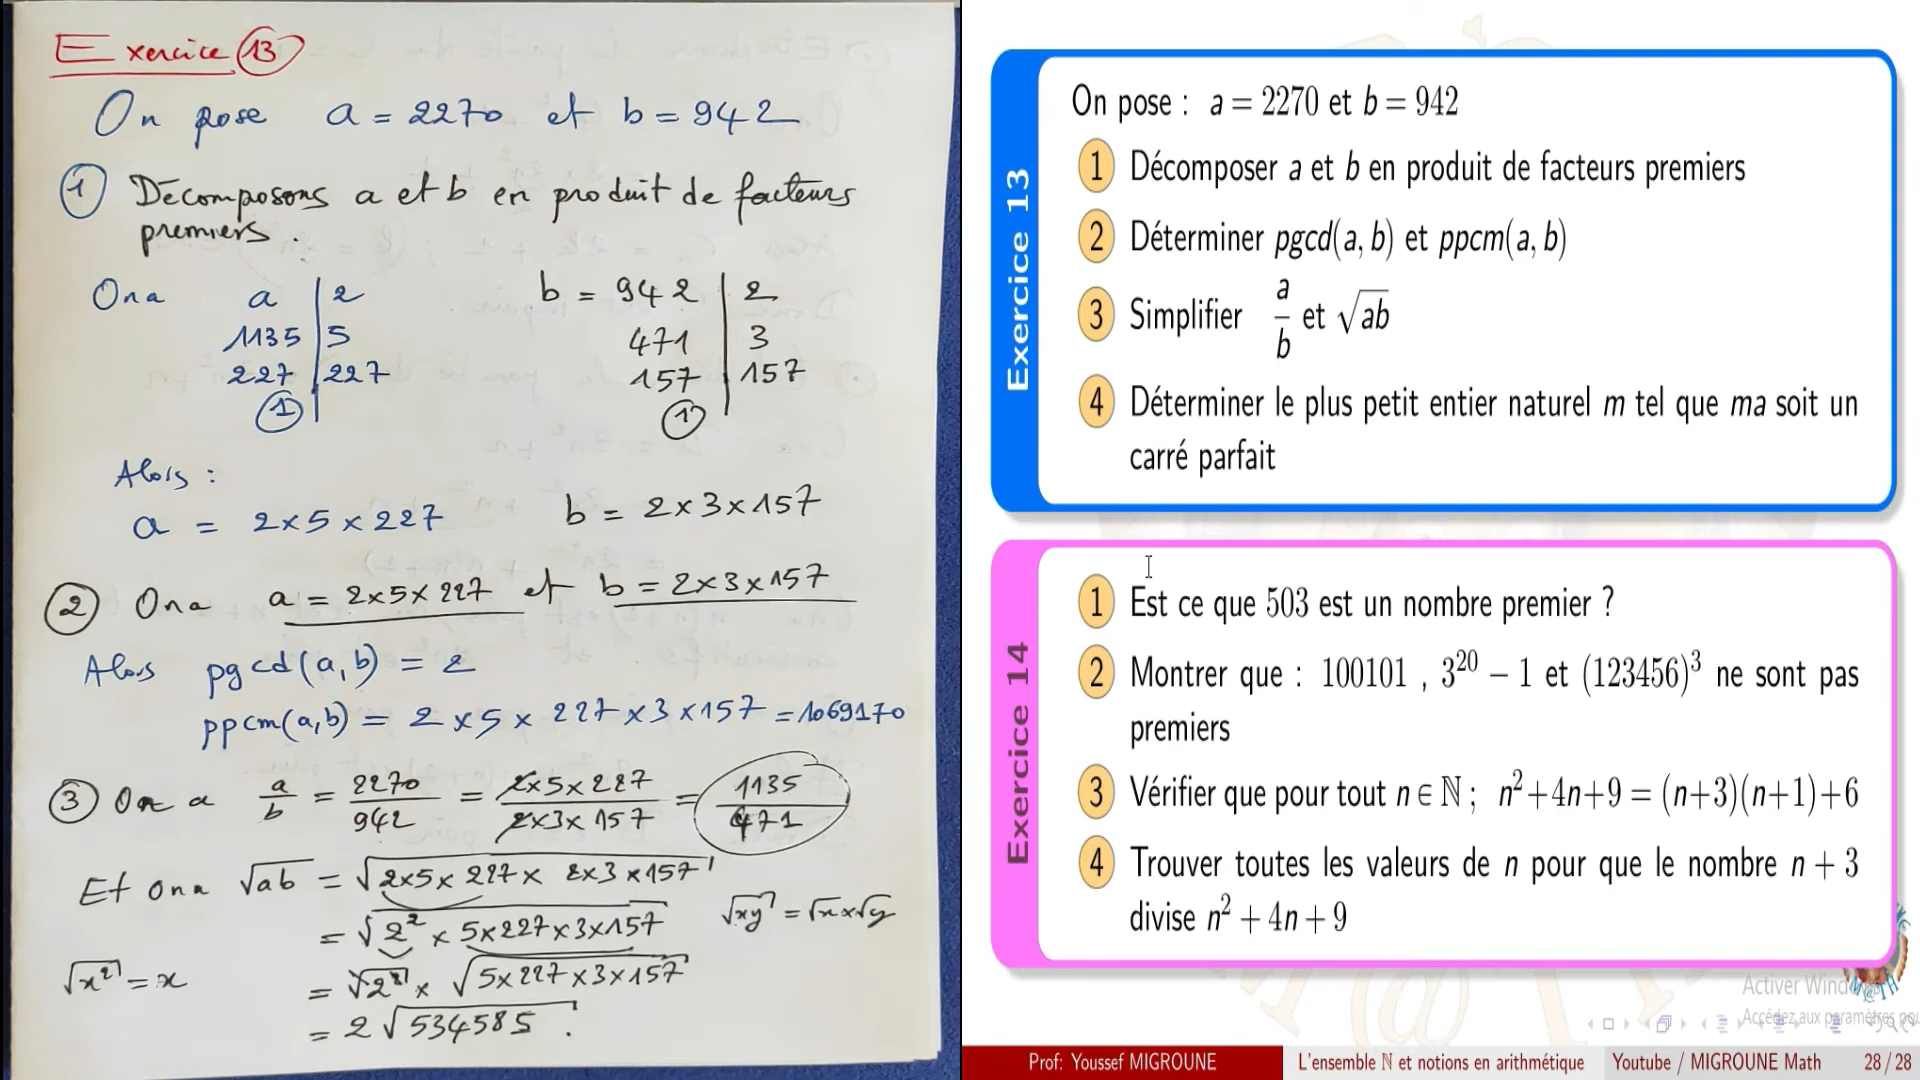 Exercice 13
On pose a = 2270 et b = 942
1 Décomposons a et b en produit de facteurs
premiers.
On a a | 2 b = 942 | 2
1135 | 5 471 | 3
227 | 227 157 | 157
1 1
Alors :
a = 2×5×227 b = 2×3×157
2 On a a = 2×5×227 et b = 2×3×157
Alors pgcd(a,b) = 2
ppcm(a,b) = 2×5×227×3×157 = 1069170
3 On a a/b = 2270/942 = 2×5×227/2×3×157 = 1135/471
Et on a √ab = √2×5×227×2×3×157
= √2²×5×227×3×157 √xy = √x×√y
√x² = x = √2² × √5×227×3×157
= 2√534585.
Exercice 13
On pose : a = 2270 et b = 942
1 Décomposer a et b en produit de facteurs premiers
2 Déterminer pgcd(a, b) et ppcm(a, b)
3 Simplifier a/b et √ab
4 Déterminer le plus petit entier naturel m tel que ma soit un
carré parfait
Exercice 14
1 Est ce que 503 est un nombre premier ?
2 Montrer que : 100101 , 3²⁰ − 1 et (123456)³ ne sont pas
premiers
3 Vérifier que pour tout n ∈ ℕ ; n²+4n+9 = (n+3)(n+1)+6
4 Trouver toutes les valeurs de n pour que le nombre n + 3
divise n² + 4n + 9
Prof: Youssef MIGROUNE L'ensemble ℕ et notions en arithmétique Youtube / MIGROUNE Math 28 / 28